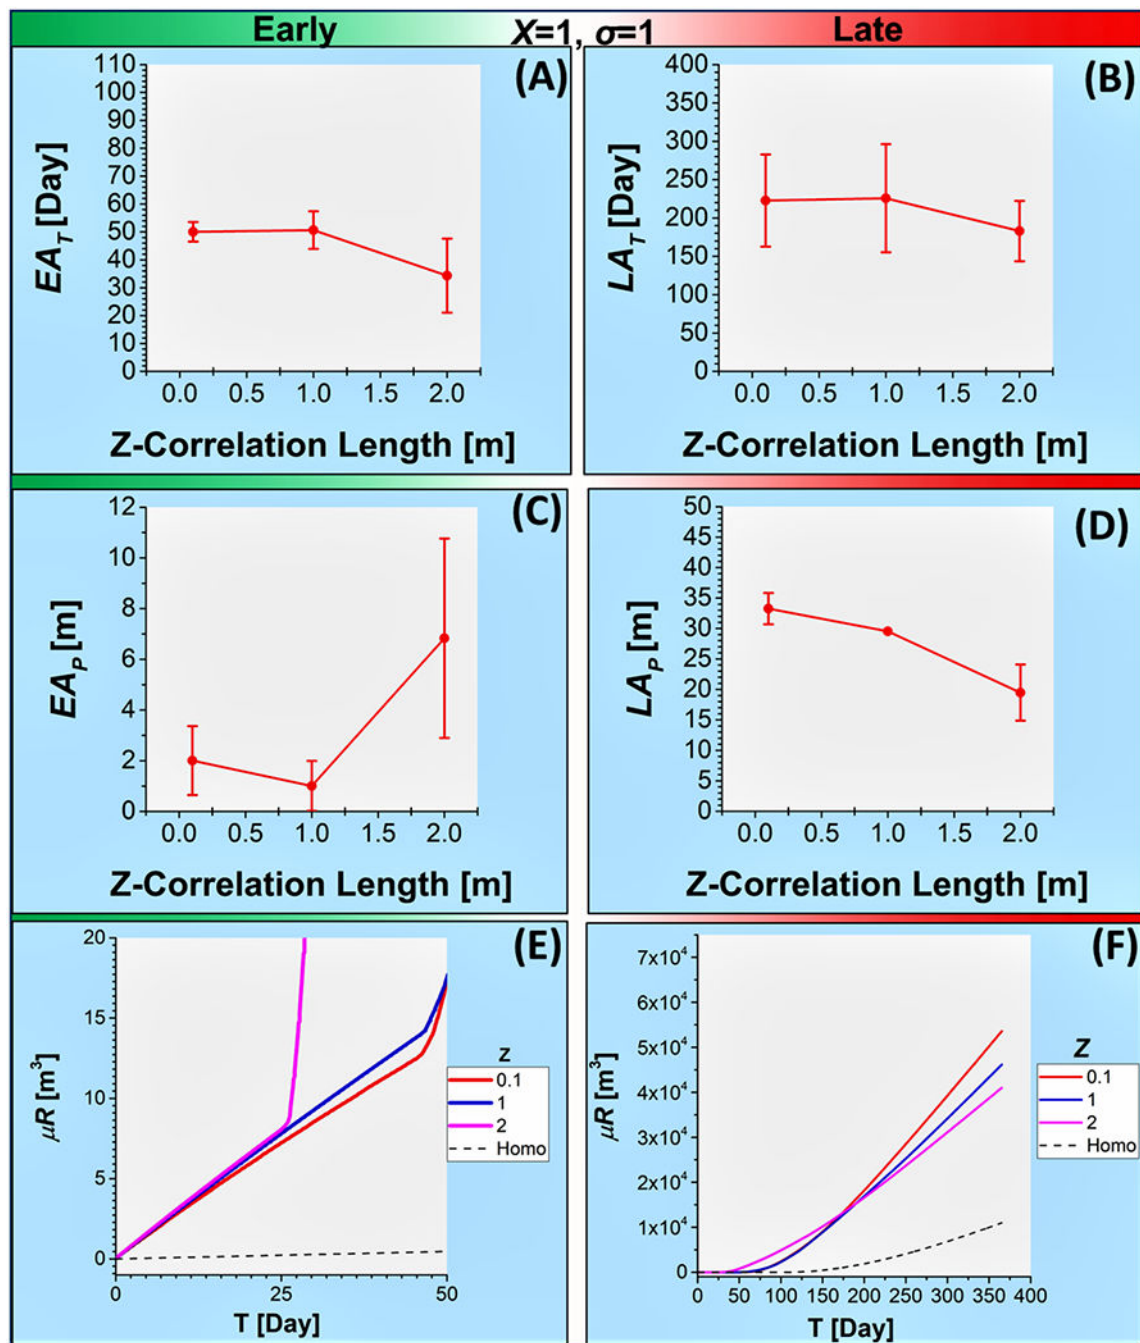 Early X=1, σ=1 Late
(A)
EA_T [Day]
110
100
90
80
70
60
50
40
30
20
10
0
0.0 0.5 1.0 1.5 2.0
Z-Correlation Length [m]
(B)
LA_T [Day]
400
350
300
250
200
150
100
50
0
0.0 0.5 1.0 1.5 2.0
Z-Correlation Length [m]
(C)
EA_P [m]
12
10
8
6
4
2
0
0.0 0.5 1.0 1.5 2.0
Z-Correlation Length [m]
(D)
LA_P [m]
50
45
40
35
30
25
20
15
10
5
0
0.0 0.5 1.0 1.5 2.0
Z-Correlation Length [m]
(E)
μR [m³]
20
15
10
5
0
z
0.1
1
2
Homo
0 25 50
T [Day]
(F)
μR [m³]
7x10⁴
6x10⁴
5x10⁴
4x10⁴
3x10⁴
2x10⁴
1x10⁴
0
Z
0.1
1
2
Homo
0 50 100 150 200 250 300 350 400
T [Day]